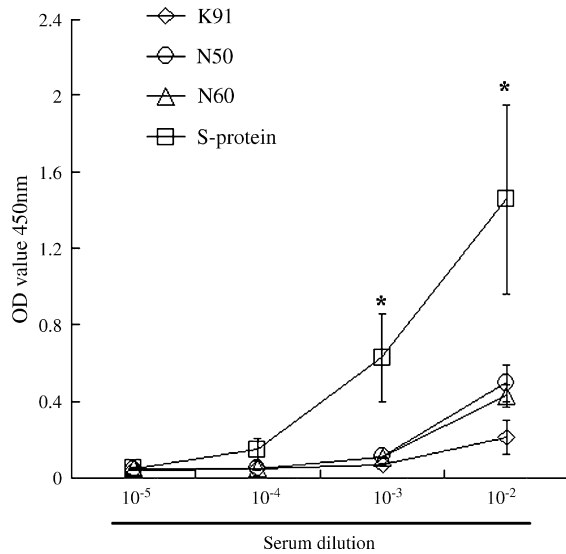 K91
N50
N60
S-protein
2.4
2
1.6
1.2
0.8
0.4
0
OD value 450nm
*
*
10-5
10-4
10-3
10-2
Serum dilution